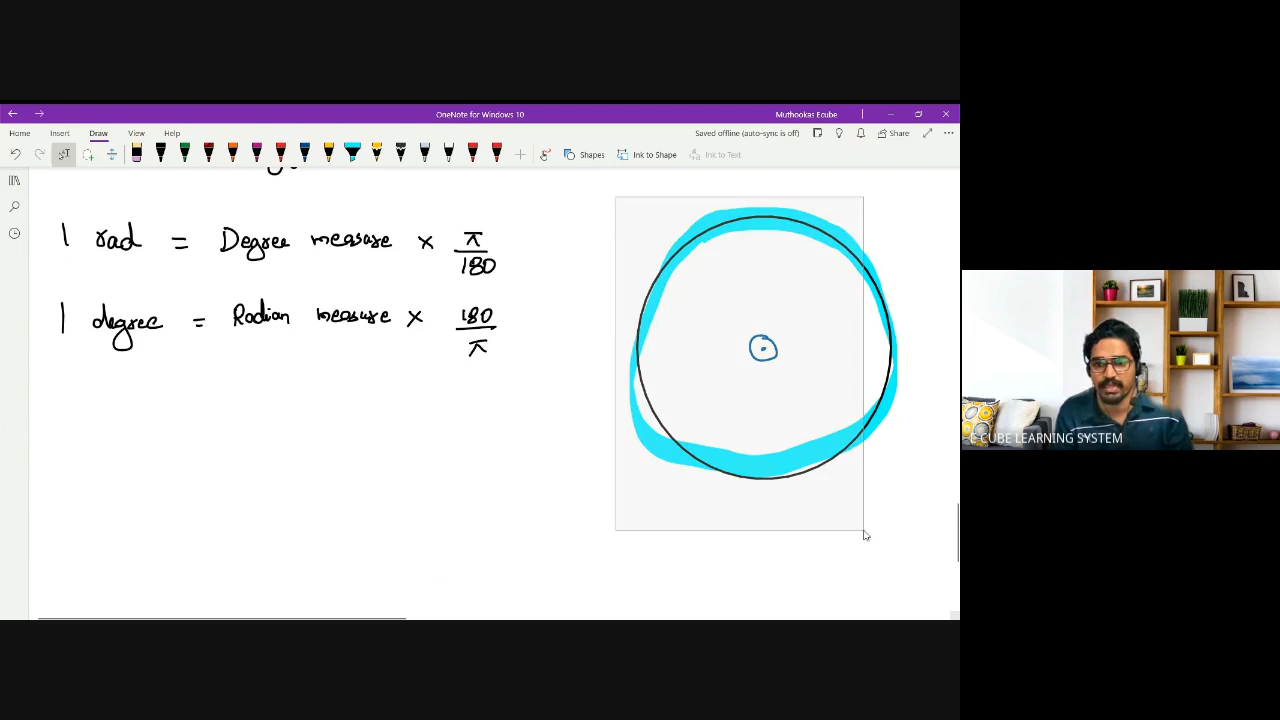 OneNote for Windows 10
Muthookas Ecube
Home Insert Draw View Help
Saved offline (auto-sync is off)
Share
Shapes
Ink to Shape
Ink to Text
1 rad = Degree measure × π/180
1 degree = Radian measure × 180/π
CUBE LEARNING SYSTEM